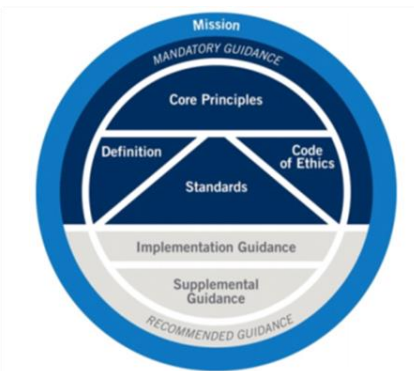 Mission
MANDATORY GUIDANCE
Core Principles
Definition
Code
of Ethics
Standards
Implementation Guidance
Supplemental
Guidance
RECOMMENDED GUIDANCE